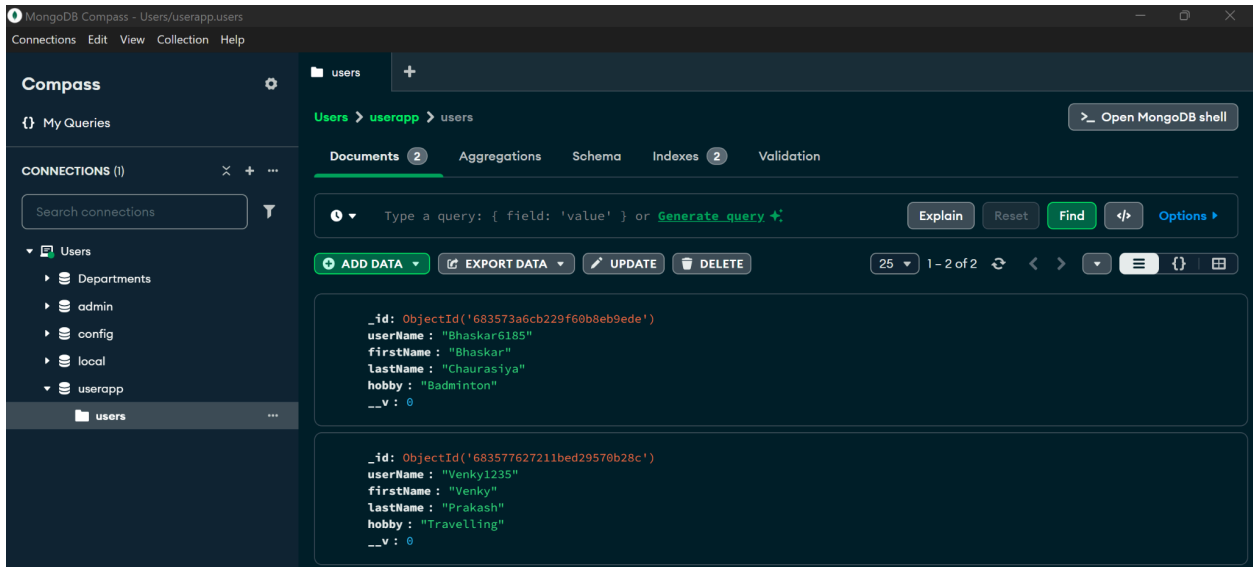 MongoDB Compass - Users/userapp.users
Connections Edit View Collection Help
Compass
{} My Queries
CONNECTIONS (1)
Search connections
Users
Departments
admin
config
local
userapp
users
users
Users > userapp > users
>_ Open MongoDB shell
Documents 2 Aggregations Schema Indexes 2 Validation
Type a query: { field: 'value' } or Generate query
Explain Reset Find </> Options
ADD DATA EXPORT DATA UPDATE DELETE
25 1 – 2 of 2 {}
_id: ObjectId('683573a6cb229f60b8eb9ede')
userName : "Bhaskar6185"
firstName : "Bhaskar"
lastName : "Chaurasiya"
hobby : "Badminton"
__v : 0
_id: ObjectId('683577627211bed29570b28c')
userName : "Venky1235"
firstName : "Venky"
lastName : "Prakash"
hobby : "Travelling"
__v : 0